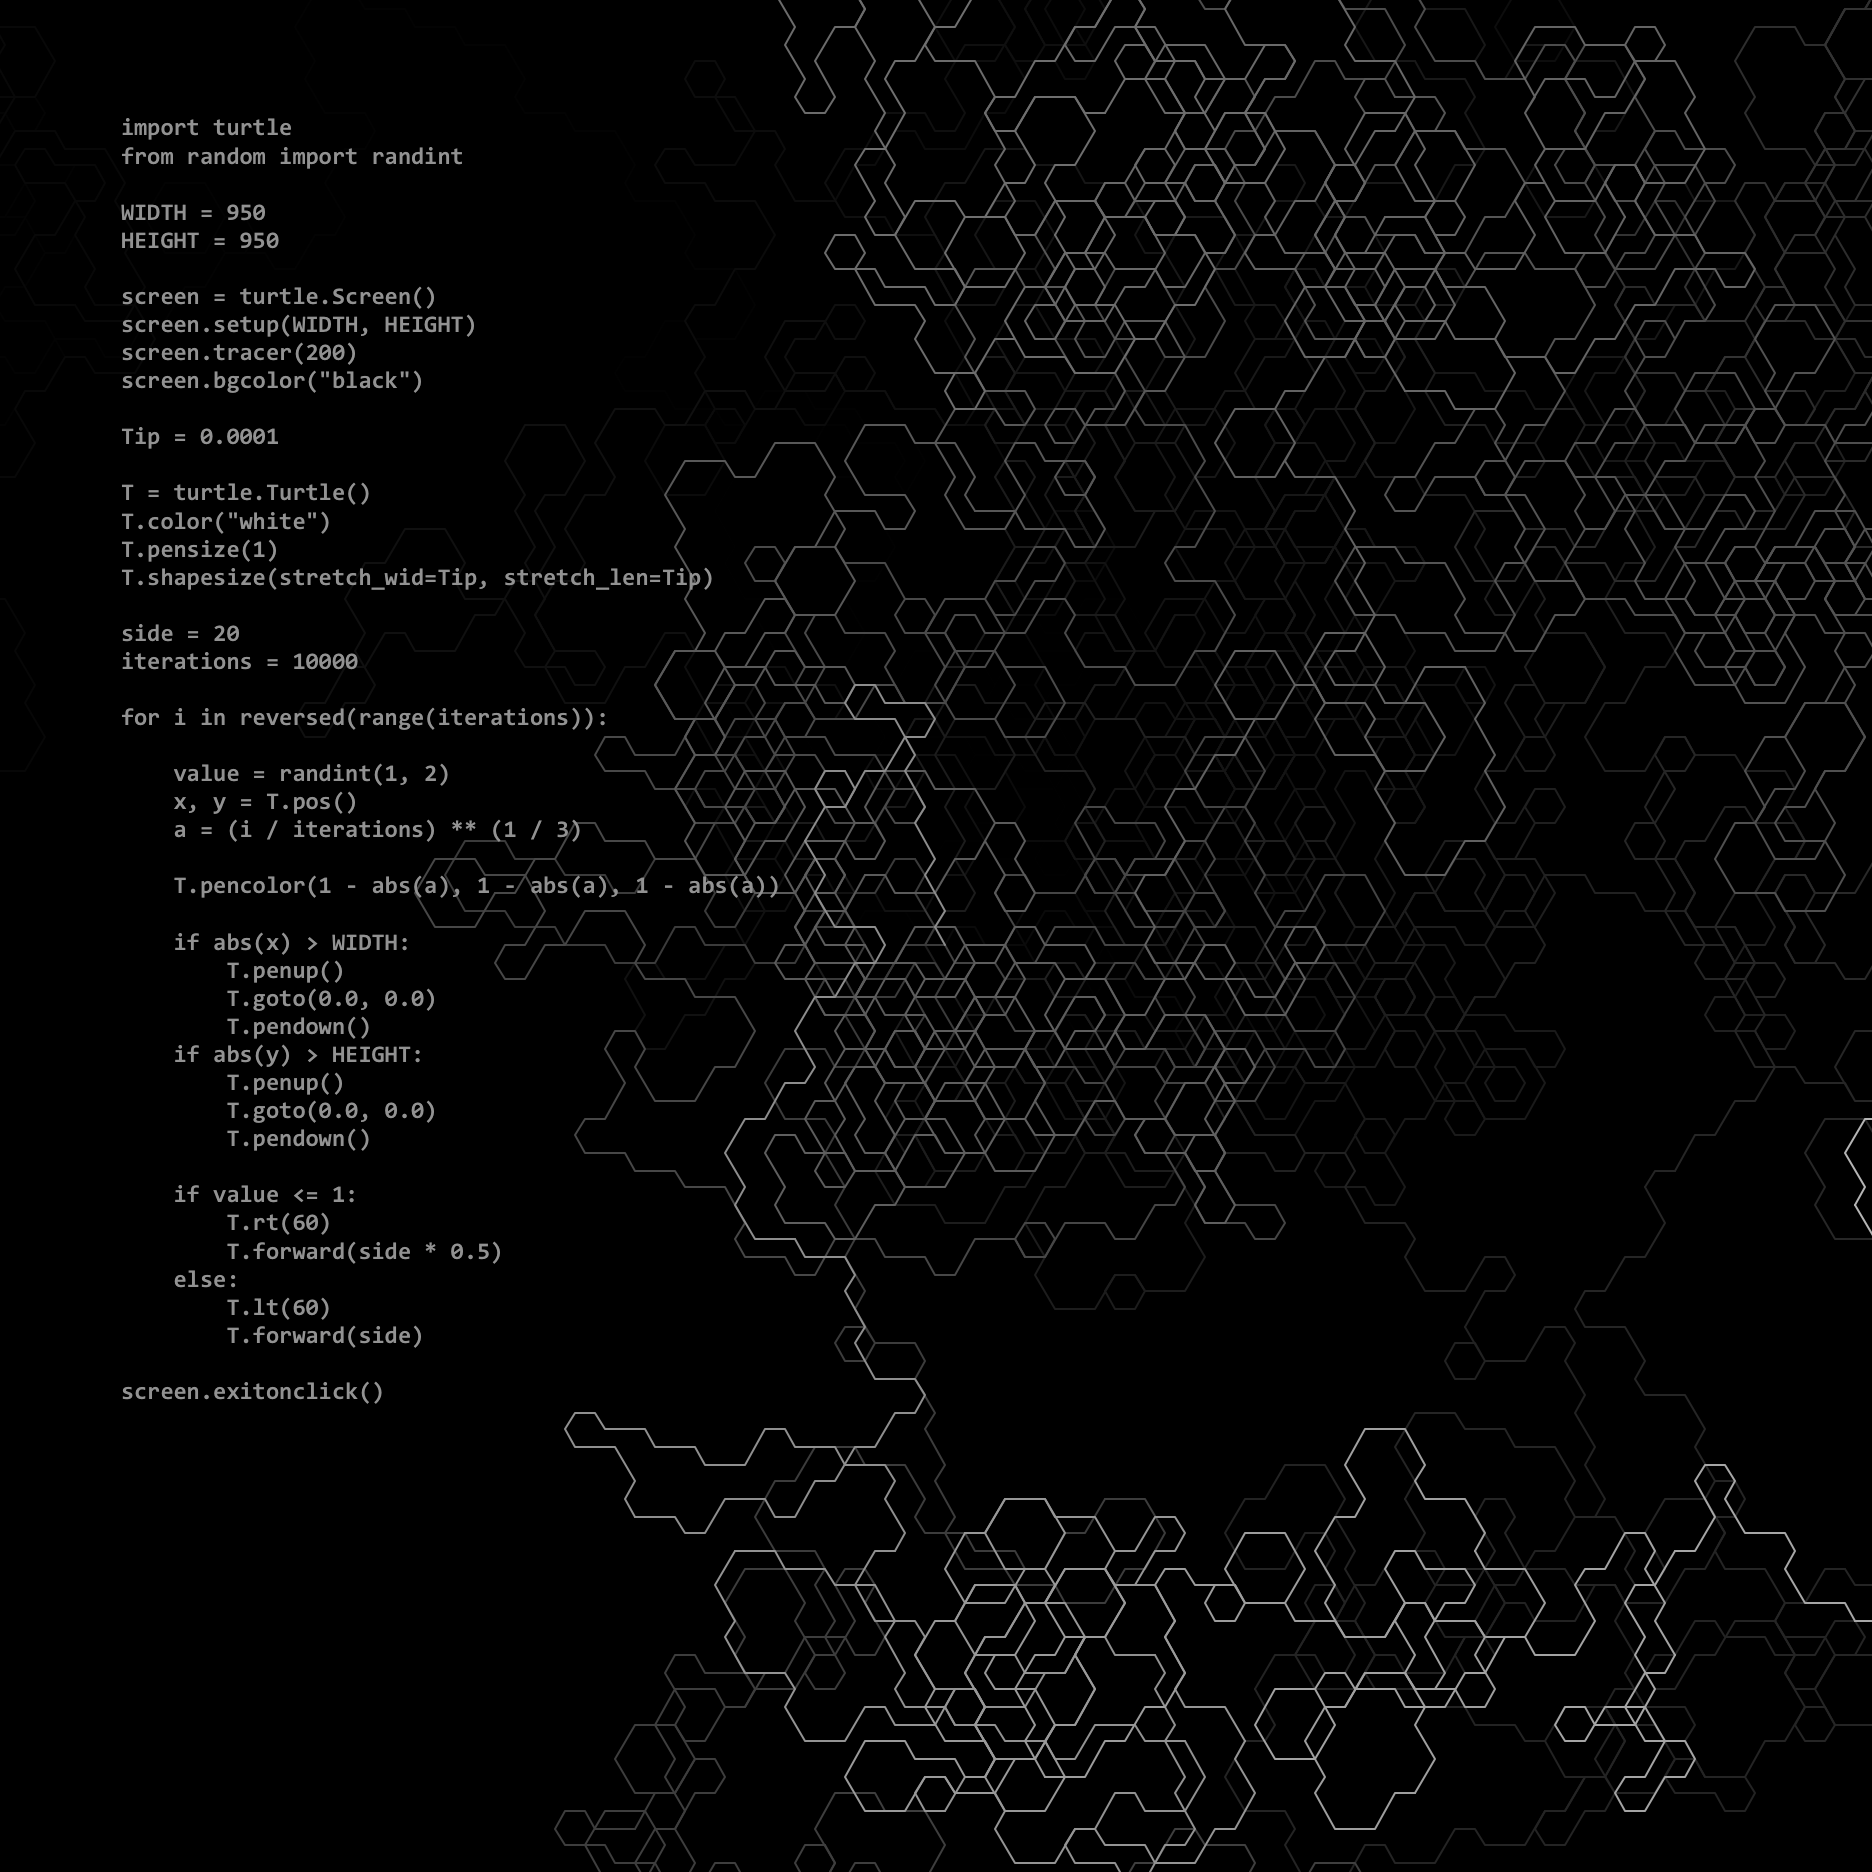 import turtle
from random import randint
WIDTH = 950
HEIGHT = 950
screen = turtle.Screen()
screen.setup(WIDTH, HEIGHT)
screen.tracer(200)
screen.bgcolor("black")
Tip = 0.0001
T = turtle.Turtle()
T.color("white")
T.pensize(1)
T.shapesize(stretch_wid=Tip, stretch_len=Tip)
side = 20
iterations = 10000
for i in reversed(range(iterations)):
    value = randint(1, 2)
    x, y = T.pos()
    a = (i / iterations) ** (1 / 3)
    T.pencolor(1 - abs(a), 1 - abs(a), 1 - abs(a))
    if abs(x) > WIDTH:
        T.penup()
        T.goto(0.0, 0.0)
        T.pendown()
    if abs(y) > HEIGHT:
        T.penup()
        T.goto(0.0, 0.0)
        T.pendown()
    if value <= 1:
        T.rt(60)
        T.forward(side * 0.5)
    else:
        T.lt(60)
        T.forward(side)
screen.exitonclick()